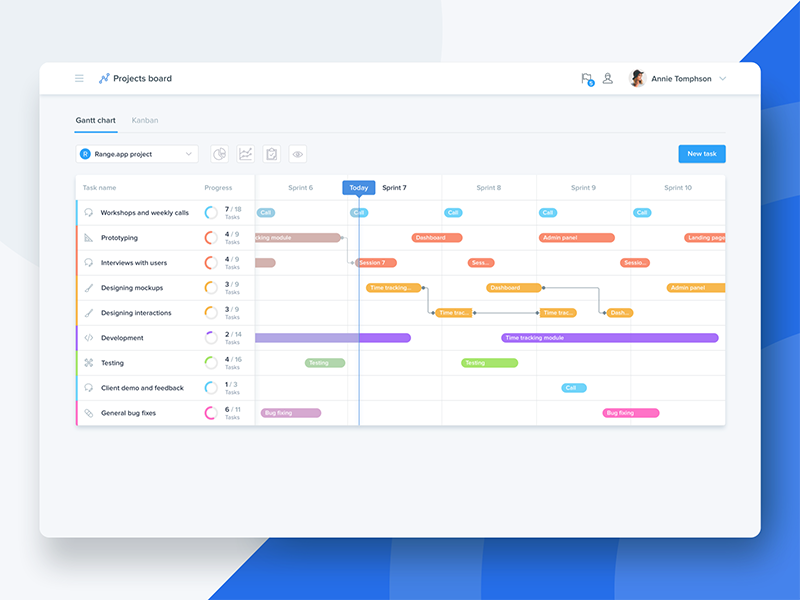 Projects board
6
Annie Tomphson
Gantt chart
Kanban
R
Range.app project
New task
Task name
Progress
Sprint 6
Today
Sprint 7
Sprint 8
Sprint 9
Sprint 10
Workshops and weekly calls
7 / 18
Tasks
Call
Call
Call
Call
Call
Prototyping
4 / 9
Tasks
cking module
Dashboard
Admin panel
Landing page
Interviews with users
4 / 9
Tasks
Session 7
Sess...
Sessio...
Designing mockups
3 / 9
Tasks
Time tracking...
Dashboard
Admin panel
Designing interactions
3 / 9
Tasks
Time trac...
Time trac...
Dash...
Development
2 / 14
Tasks
Time tracking module
Testing
4 / 16
Tasks
Testing
Testing
Client demo and feedback
1 / 3
Tasks
Call
General bug fixes
6 / 11
Tasks
Bug fixing
Bug fixing